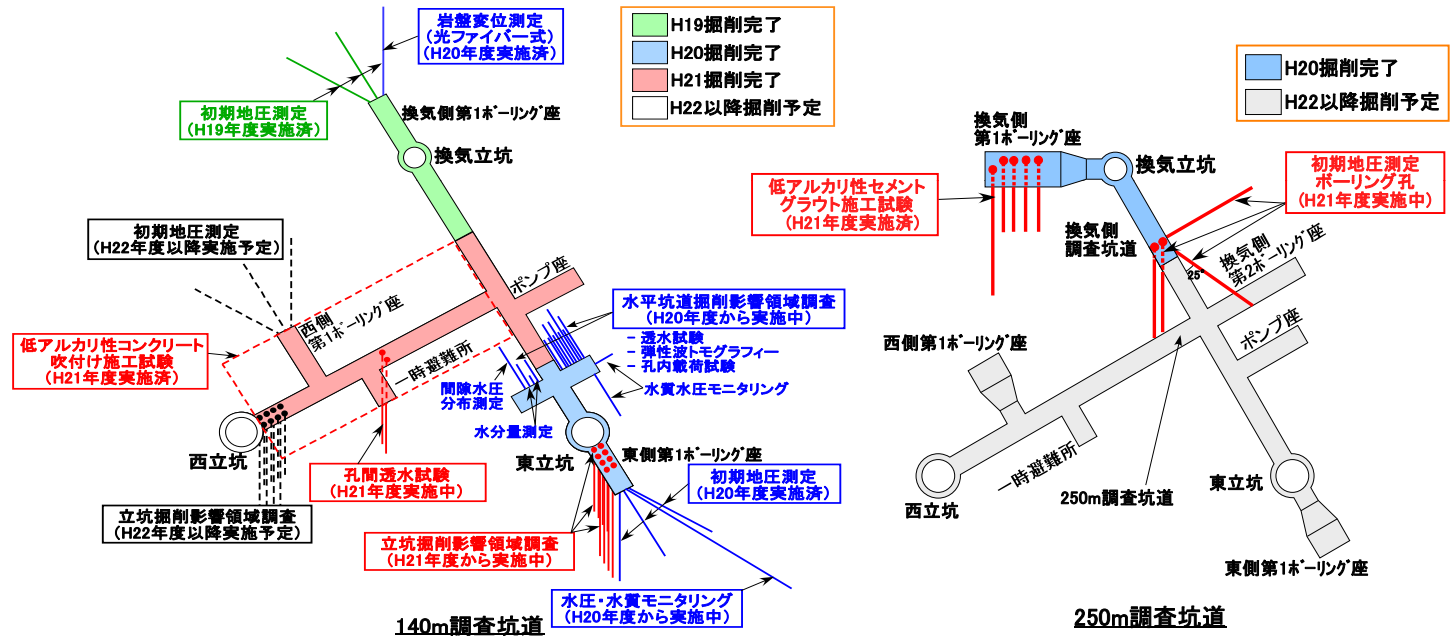 岩盤変位測定
(光ファイバー式)
(H20年度実施済)
初期地圧測定
(H19年度実施済)
換気側第1ボーリング座
換気立坑
H19掘削完了
H20掘削完了
H21掘削完了
H22以降掘削予定
初期地圧測定
(H22年度以降実施予定)
ポンプ座
西側
第1ボーリング座
低アルカリ性コンクリート
吹付け施工試験
(H21年度実施済)
一時避難所
水平坑道掘削影響領域調査
(H20年度から実施中)
- 透水試験
- 弾性波トモグラフィー
- 孔内載荷試験
間隙水圧
分布測定
水質水圧モニタリング
水分量測定
西立坑
東立坑
東側第1ボーリング座
孔間透水試験
(H21年度実施中)
初期地圧測定
(H20年度実施済)
立坑掘削影響領域調査
(H22年度以降実施予定)
立坑掘削影響領域調査
(H21年度から実施中)
水圧・水質モニタリング
(H20年度から実施中)
140m調査坑道
H20掘削完了
H22以降掘削予定
換気側
第1ボーリング座
換気立坑
低アルカリ性セメント
グラウト施工試験
(H21年度実施済)
初期地圧測定
ボーリング孔
(H21年度実施中)
換気側
調査坑道
25°
換気側
第2ボーリング座
ポンプ座
西側第1ボーリング座
一時避難所
西立坑
250m調査坑道
東立坑
東側第1ボーリング座
250m調査坑道